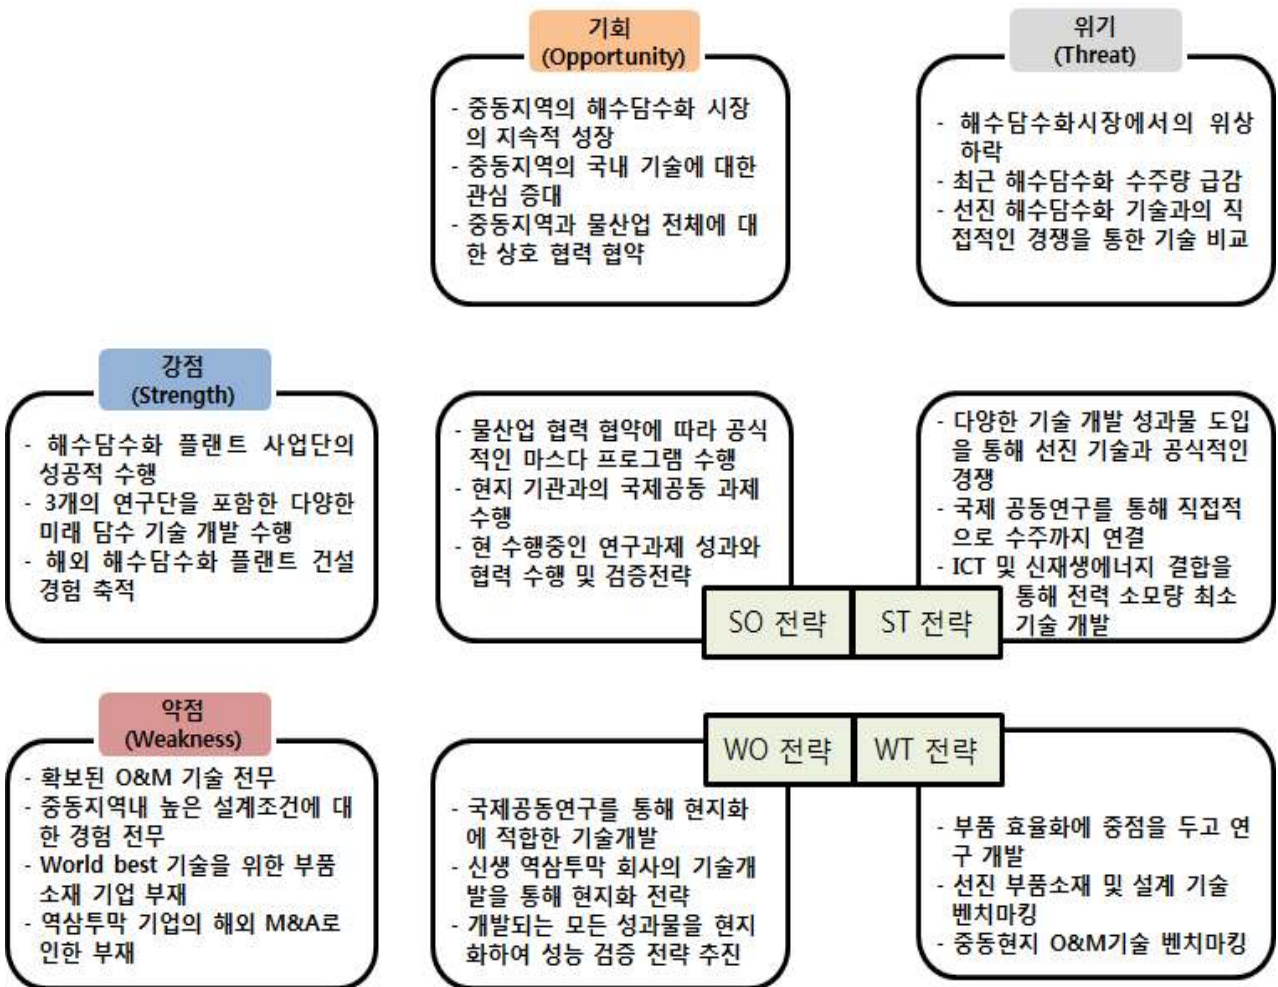 기회
(Opportunity)
- 중동지역의 해수담수화 시장
의 지속적 성장
- 중동지역의 국내 기술에 대한
관심 증대
- 중동지역과 물산업 전체에 대
한 상호 협력 협약
위기
(Threat)
- 해수담수화시장에서의 위상
하락
- 최근 해수담수화 수주량 급감
- 선진 해수담수화 기술과의 직
접적인 경쟁을 통한 기술 비교
강점
(Strength)
- 해수담수화 플랜트 사업단의
성공적 수행
- 3개의 연구단을 포함한 다양한
미래 담수 기술 개발 수행
- 해외 해수담수화 플랜트 건설
경험 축적
- 물산업 협력 협약에 따라 공식
적인 마스다 프로그램 수행
- 현지 기관과의 국제공동 과제
수행
- 현 수행중인 연구과제 성과와
협력 수행 및 검증전략
SO 전략
- 다양한 기술 개발 성과물 도입
을 통해 선진 기술과 공식적인
경쟁
- 국제 공동연구를 통해 직접적
으로 수주까지 연결
- ICT 및 신재생에너지 결합을
통해 전력 소모량 최소
기술 개발
ST 전략
약점
(Weakness)
- 확보된 O&M 기술 전무
- 중동지역내 높은 설계조건에 대
한 경험 전무
- World best 기술을 위한 부품
소재 기업 부재
- 역삼투막 기업의 해외 M&A로
인한 부재
WO 전략
- 국제공동연구를 통해 현지화
에 적합한 기술개발
- 신생 역삼투막 회사의 기술개
발을 통해 현지화 전략
- 개발되는 모든 성과물을 현지
화하여 성능 검증 전략 추진
WT 전략
- 부품 효율화에 중점을 두고 연
구 개발
- 선진 부품소재 및 설계 기술
벤치마킹
- 중동현지 O&M기술 벤치마킹